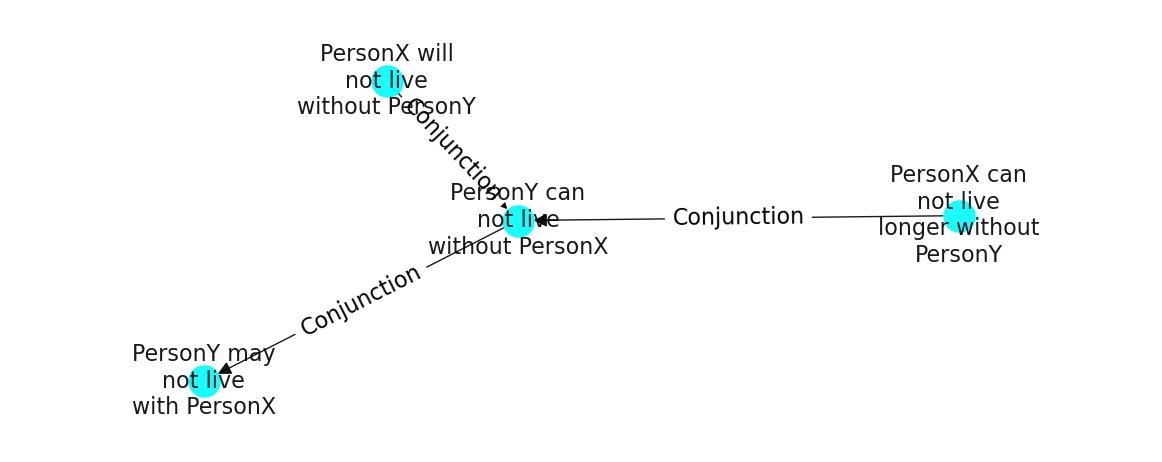 PersonX will
not live
without PersonY
Conjunction
PersonY can
not live
without PersonX
Conjunction
PersonX can
not live
longer without
PersonY
Conjunction
PersonY may
not live
with PersonX